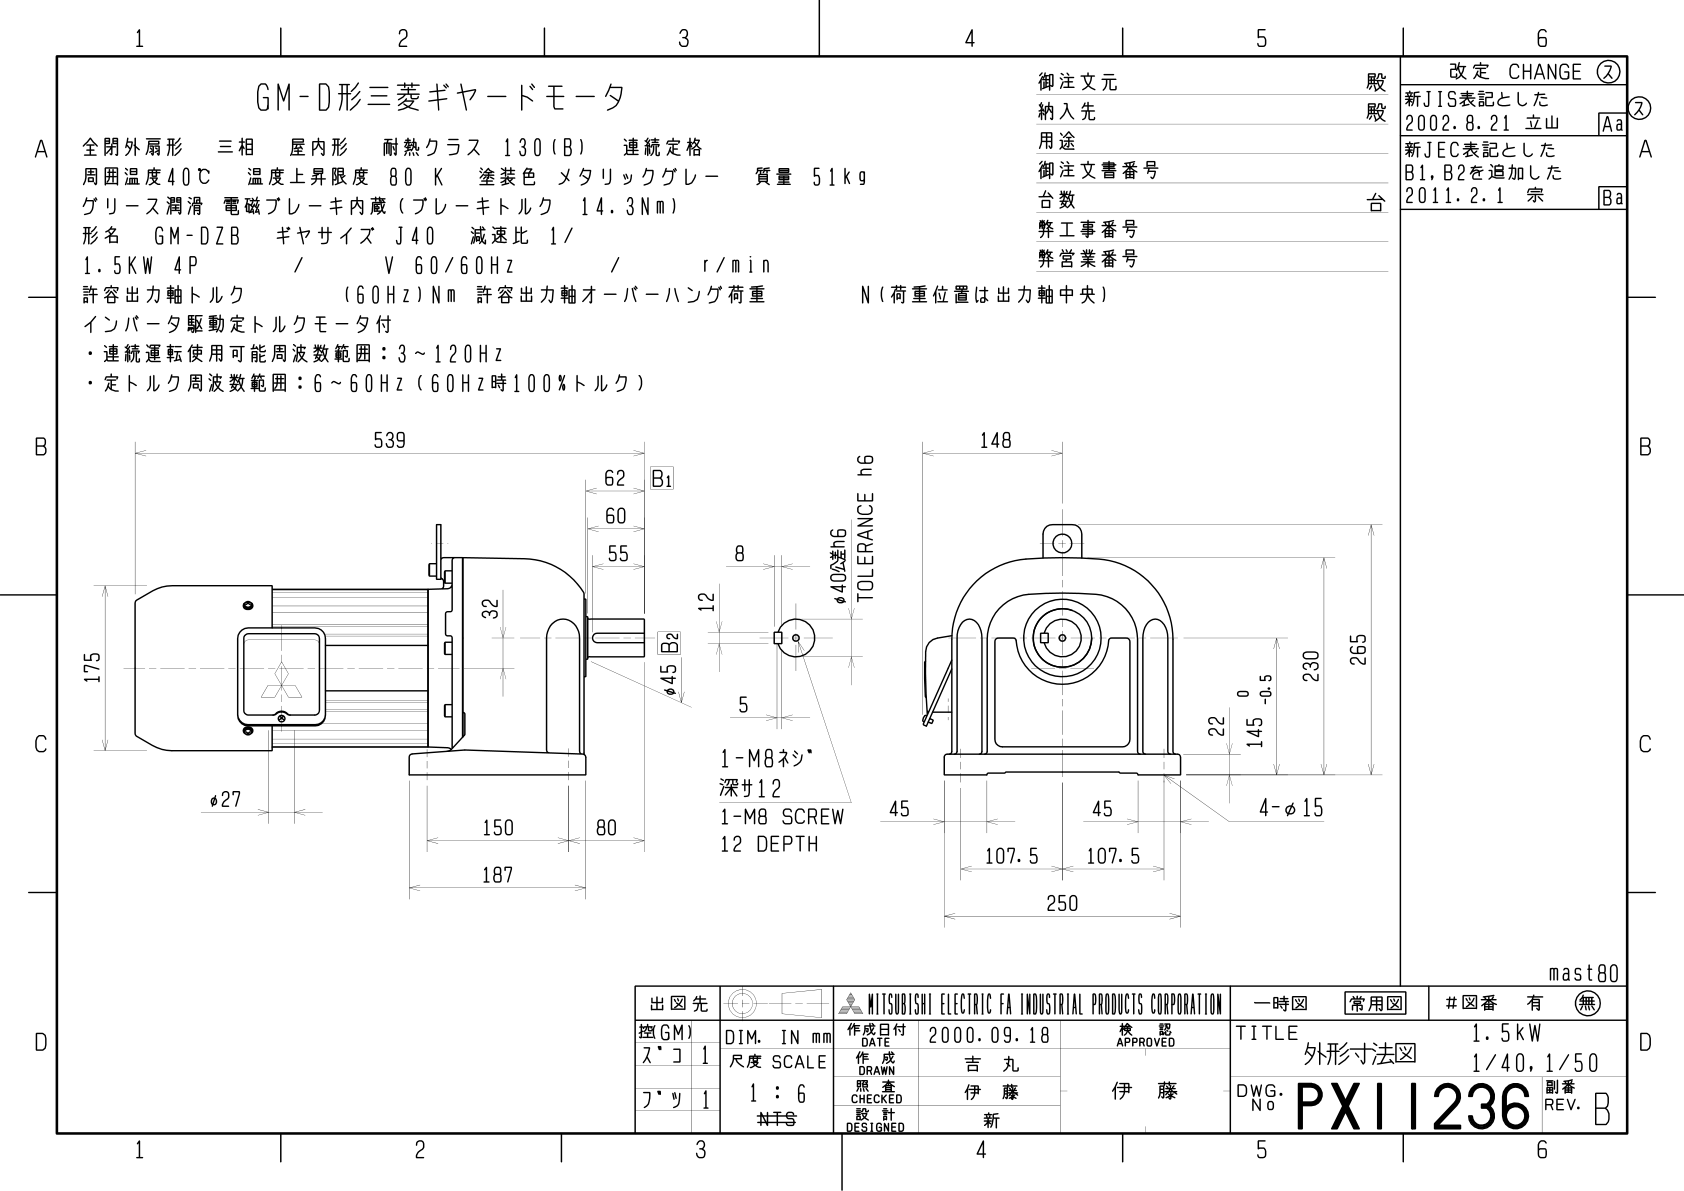 1 2 3 4 5 6
GM-D形三菱ギヤードモータ
全閉外扇形 三相 屋内形 耐熱クラス 130(B) 連続定格
周囲温度40℃ 温度上昇限度 80 K 塗装色 メタリックグレー 質量 51kg
グリース潤滑 電磁ブレーキ内蔵(ブレーキトルク 14.3Nm)
形名 GM-DZB ギヤサイズ J40 減速比 1/
1.5KW 4P / V 60/60Hz / r/min
許容出力軸トルク (60Hz)Nm 許容出力軸オーバーハング荷重 N(荷重位置は出力軸中央)
インバータ駆動定トルクモータ付
・連続運転使用可能周波数範囲:3~120Hz
・定トルク周波数範囲:6~60Hz(60Hz時100%トルク)
御注文元 殿
納入先 殿
用途
御注文書番号
台数 台
弊工事番号
弊営業番号
改定 CHANGE ス
新JIS表記とした
2002.8.21 立山 Aa
新JEC表記とした
B1,B2を追加した
2011.2.1 宗 Ba
ス
A A
B B
C C
D D
539
62 B1
60
55
32
B2
φ45
175
φ27
150 80
187
8
12
5
φ40公差h6
TOLERANCE h6
1-M8ネジ
深サ12
1-M8 SCREW
12 DEPTH
148
265
230
145 0 -0.5
22
45 45
4-φ15
107.5 107.5
250
mast80
出図先
控(GM)
スコ 1
ブツ 1
DIM. IN mm
尺度 SCALE
1 : 6
NTS
MITSUBISHI ELECTRIC FA INDUSTRIAL PRODUCTS CORPORATION
作成日付 DATE 2000.09.18
作成 DRAWN 吉丸
照査 CHECKED 伊藤
設計 DESIGNED 新
検認 APPROVED
伊藤
一時図 常用図 #図番 有 無
TITLE 1.5kW
外形寸法図 1/40,1/50
DWG. No PX11236 副番 REV. B
1 2 3 4 5 6